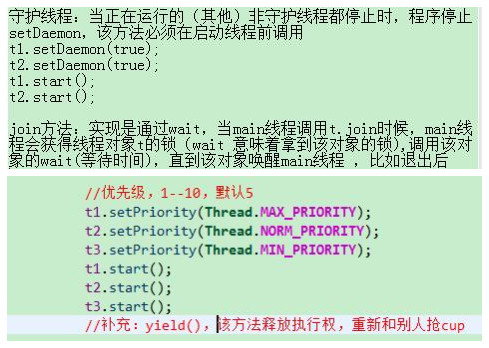 守护线程：当正在运行的（其他）非守护线程都停止时，程序停止
setDaemon，该方法必须在启动线程前调用
t1.setDaemon(true);
t2.setDaemon(true);
t1.start();
t2.start();
join方法：实现是通过wait，当main线程调用t.join时候，main线
程会获得线程对象t的锁（wait 意味着拿到该对象的锁),调用该对
象的wait(等待时间)，直到该对象唤醒main线程 ，比如退出后
//优先级，1--10，默认5
t1.setPriority(Thread.MAX_PRIORITY);
t2.setPriority(Thread.NORM_PRIORITY);
t3.setPriority(Thread.MIN_PRIORITY);
t1.start();
t2.start();
t3.start();
//补充：yield()，该方法释放执行权，重新和别人抢cup